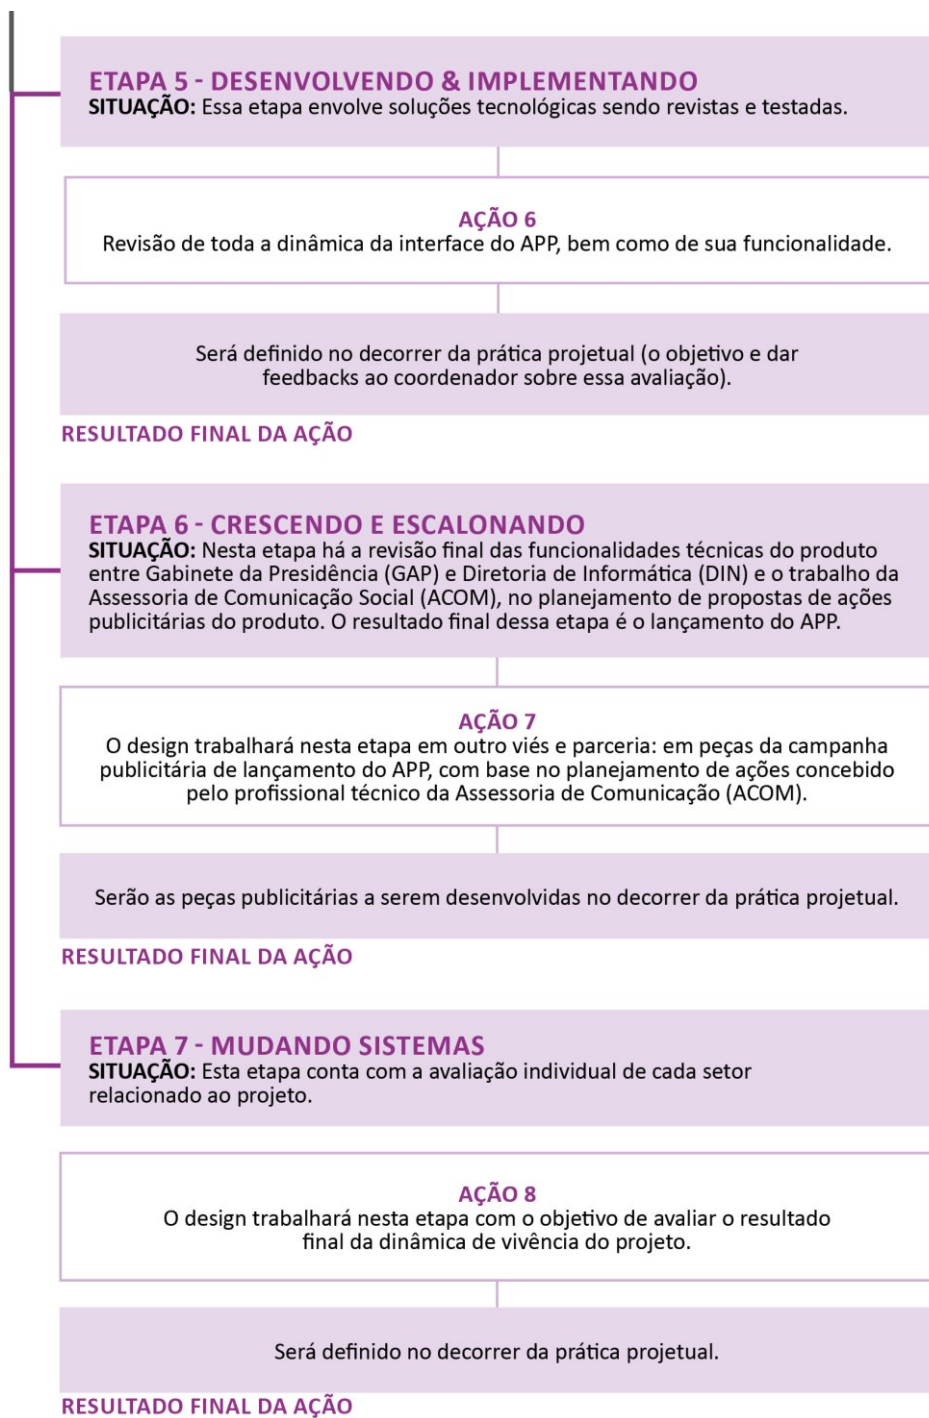 ETAPA 5 - DESENVOLVENDO & IMPLEMENTANDO
SITUAÇÃO: Essa etapa envolve soluções tecnológicas sendo revistas e testadas.
AÇÃO 6
Revisão de toda a dinâmica da interface do APP, bem como de sua funcionalidade.
Será definido no decorrer da prática projetual (o objetivo e dar
feedbacks ao coordenador sobre essa avaliação).
RESULTADO FINAL DA AÇÃO
ETAPA 6 - CRESCENDO E ESCALONANDO
SITUAÇÃO: Nesta etapa há a revisão final das funcionalidades técnicas do produto
entre Gabinete da Presidência (GAP) e Diretoria de Informática (DIN) e o trabalho da
Assessoria de Comunicação Social (ACOM), no planejamento de propostas de ações
publicitárias do produto. O resultado final dessa etapa é o lançamento do APP.
AÇÃO 7
O design trabalhará nesta etapa em outro viés e parceria: em peças da campanha
publicitária de lançamento do APP, com base no planejamento de ações concebido
pelo profissional técnico da Assessoria de Comunicação (ACOM).
Serão as peças publicitárias a serem desenvolvidas no decorrer da prática projetual.
RESULTADO FINAL DA AÇÃO
ETAPA 7 - MUDANDO SISTEMAS
SITUAÇÃO: Esta etapa conta com a avaliação individual de cada setor
relacionado ao projeto.
AÇÃO 8
O design trabalhará nesta etapa com o objetivo de avaliar o resultado
final da dinâmica de vivência do projeto.
Será definido no decorrer da prática projetual.
RESULTADO FINAL DA AÇÃO